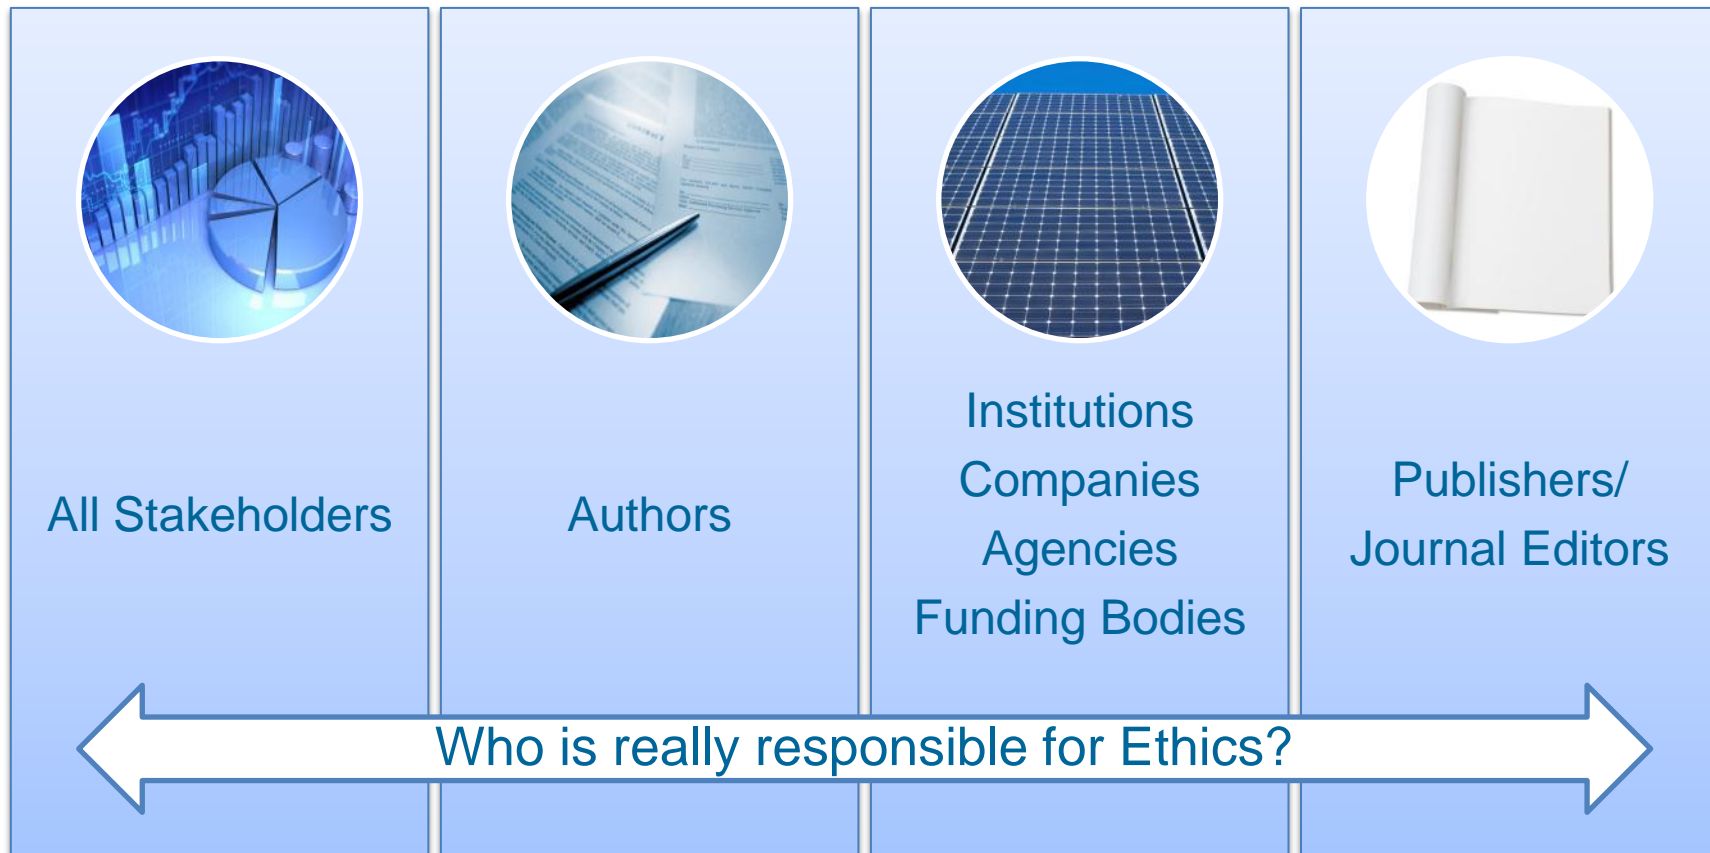 All Stakeholders
Authors
Institutions
Companies
Agencies
Funding Bodies
Publishers/
Journal Editors
Who is really responsible for Ethics?